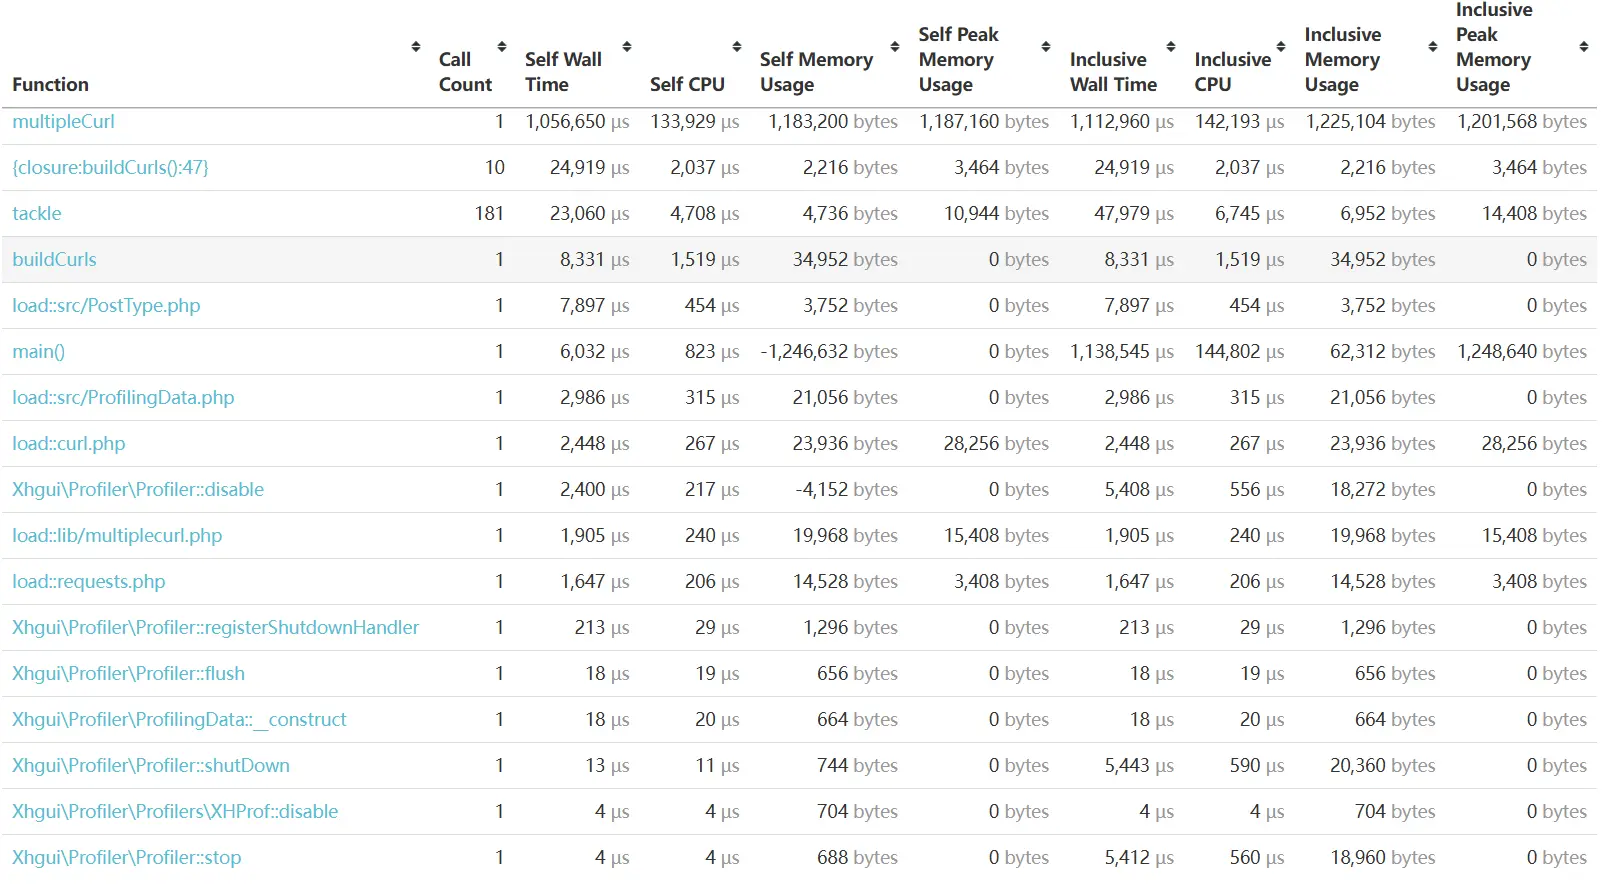 Function Call Count Self Wall Time Self CPU Self Memory Usage Self Peak Memory Usage Inclusive Wall Time Inclusive CPU Inclusive Memory Usage Inclusive Peak Memory Usage
multipleCurl 1 1,056,650 µs 133,929 µs 1,183,200 bytes 1,187,160 bytes 1,112,960 µs 142,193 µs 1,225,104 bytes 1,201,568 bytes
{closure:buildCurls():47} 10 24,919 µs 2,037 µs 2,216 bytes 3,464 bytes 24,919 µs 2,037 µs 2,216 bytes 3,464 bytes
tackle 181 23,060 µs 4,708 µs 4,736 bytes 10,944 bytes 47,979 µs 6,745 µs 6,952 bytes 14,408 bytes
buildCurls 1 8,331 µs 1,519 µs 34,952 bytes 0 bytes 8,331 µs 1,519 µs 34,952 bytes 0 bytes
load::src/PostType.php 1 7,897 µs 454 µs 3,752 bytes 0 bytes 7,897 µs 454 µs 3,752 bytes 0 bytes
main() 1 6,032 µs 823 µs -1,246,632 bytes 0 bytes 1,138,545 µs 144,802 µs 62,312 bytes 1,248,640 bytes
load::src/ProfilingData.php 1 2,986 µs 315 µs 21,056 bytes 0 bytes 2,986 µs 315 µs 21,056 bytes 0 bytes
load::curl.php 1 2,448 µs 267 µs 23,936 bytes 28,256 bytes 2,448 µs 267 µs 23,936 bytes 28,256 bytes
Xhgui\Profiler\Profiler::disable 1 2,400 µs 217 µs -4,152 bytes 0 bytes 5,408 µs 556 µs 18,272 bytes 0 bytes
load::lib/multiplecurl.php 1 1,905 µs 240 µs 19,968 bytes 15,408 bytes 1,905 µs 240 µs 19,968 bytes 15,408 bytes
load::requests.php 1 1,647 µs 206 µs 14,528 bytes 3,408 bytes 1,647 µs 206 µs 14,528 bytes 3,408 bytes
Xhgui\Profiler\Profiler::registerShutdownHandler 1 213 µs 29 µs 1,296 bytes 0 bytes 213 µs 29 µs 1,296 bytes 0 bytes
Xhgui\Profiler\Profiler::flush 1 18 µs 19 µs 656 bytes 0 bytes 18 µs 19 µs 656 bytes 0 bytes
Xhgui\Profiler\ProfilingData::__construct 1 18 µs 20 µs 664 bytes 0 bytes 18 µs 20 µs 664 bytes 0 bytes
Xhgui\Profiler\Profiler::shutDown 1 13 µs 11 µs 744 bytes 0 bytes 5,443 µs 590 µs 20,360 bytes 0 bytes
Xhgui\Profiler\Profilers\XHProf::disable 1 4 µs 4 µs 704 bytes 0 bytes 4 µs 4 µs 704 bytes 0 bytes
Xhgui\Profiler\Profiler::stop 1 4 µs 4 µs 688 bytes 0 bytes 5,412 µs 560 µs 18,960 bytes 0 bytes